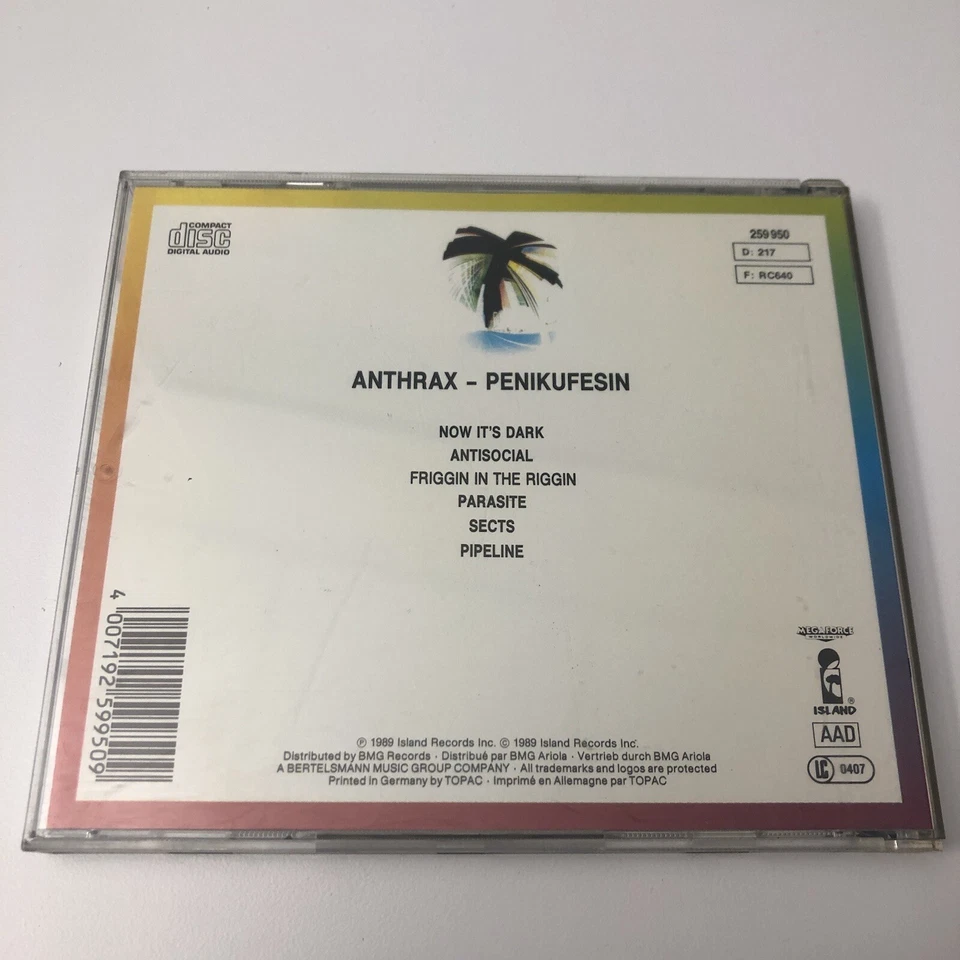 COMPACT
disc
DIGITAL AUDIO
259 950
D: 217
F: RC640
ANTHRAX – PENIKUFESIN
NOW IT'S DARK
ANTISOCIAL
FRIGGIN IN THE RIGGIN
PARASITE
SECTS
PIPELINE
4 007192 599509
MEGAFORCE
WORLDWIDE
ISLAND ®
AAD
LC 0407
℗ 1989 Island Records Inc. © 1989 Island Records Inc.
Distributed by BMG Records · Distribué par BMG Ariola · Vertrieb durch BMG Ariola
A BERTELSMANN MUSIC GROUP COMPANY · All trademarks and logos are protected
Printed in Germany by TOPAC · Imprimé en Allemagne par TOPAC